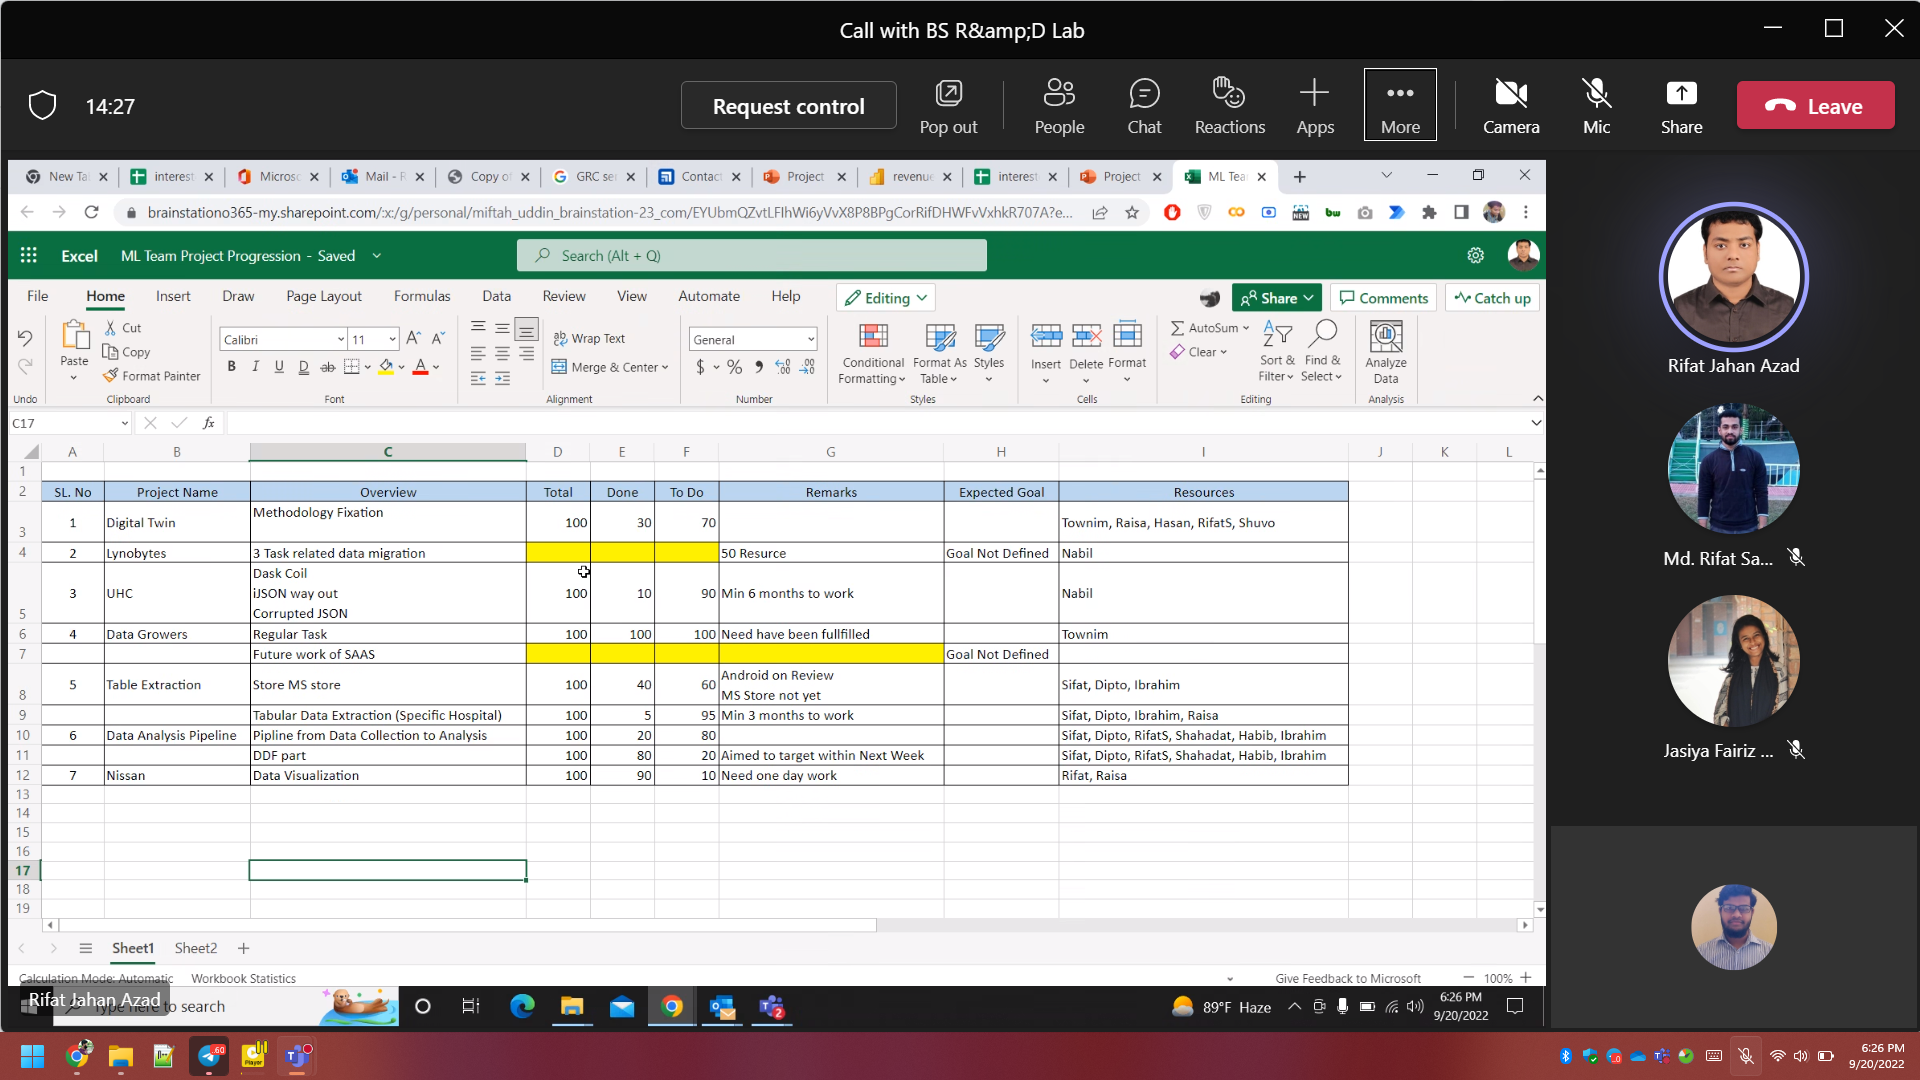 Call with BS R&amp;D Lab
14:27
Request control
Pop out
People
Chat
Reactions
Apps
More
Camera
Mic
Share
Leave
New Ta
interest
Microso
Mail - R
Copy of
GRC se
Contac
Project
revenue
interest
Project
ML Tea
brainstationo365-my.sharepoint.com/:x:/g/personal/miftah_uddin_brainstation-23_com/EYUbmQZvtLFIhWi6yVvX8P8BPgCorRifDHWFvVxhkR707A?e...
Excel ML Team Project Progression - Saved
Search (Alt + Q)
File Home Insert Draw Page Layout Formulas Data Review View Automate Help
Editing
Share
Comments
Catch up
Cut
Copy
Paste
Format Painter
Calibri 11
Wrap Text
Merge & Center
General
Conditional Formatting
Format As Table
Styles
Insert Delete Format
AutoSum
Clear
Sort & Filter
Find & Select
Analyze Data
Undo Clipboard Font Alignment Number Styles Cells Editing Analysis
C17
fx
A B C D E F G H I J K L
1
2 SL. No Project Name Overview Total Done To Do Remarks Expected Goal Resources
3 1 Digital Twin Methodology Fixation 100 30 70 Townim, Raisa, Hasan, RifatS, Shuvo
4 2 Lynobytes 3 Task related data migration 50 Resurce Goal Not Defined Nabil
Dask Coil
iJSON way out
Corrupted JSON
5 3 UHC 100 10 90 Min 6 months to work Nabil
6 4 Data Growers Regular Task 100 100 100 Need have been fullfilled Townim
7 Future work of SAAS Goal Not Defined
8 5 Table Extraction Store MS store 100 40 60 Android on Review
MS Store not yet
Sifat, Dipto, Ibrahim
9 Tabular Data Extraction (Specific Hospital) 100 5 95 Min 3 months to work Sifat, Dipto, Ibrahim, Raisa
10 6 Data Analysis Pipeline Pipline from Data Collection to Analysis 100 20 80 Sifat, Dipto, RifatS, Shahadat, Habib, Ibrahim
11 DDF part 100 80 20 Aimed to target within Next Week Sifat, Dipto, RifatS, Shahadat, Habib, Ibrahim
12 7 Nissan Data Visualization 100 90 10 Need one day work Rifat, Raisa
13
14
15
16
17
18
19
Sheet1 Sheet2
Calculation Mode: Automatic Workbook Statistics
Give Feedback to Microsoft 100%
Rifat Jahan Azad
Type here to search
89°F Haze
6:26 PM
9/20/2022
Rifat Jahan Azad
Md. Rifat Sa...
Jasiya Fairiz ...
6:26 PM
9/20/2022